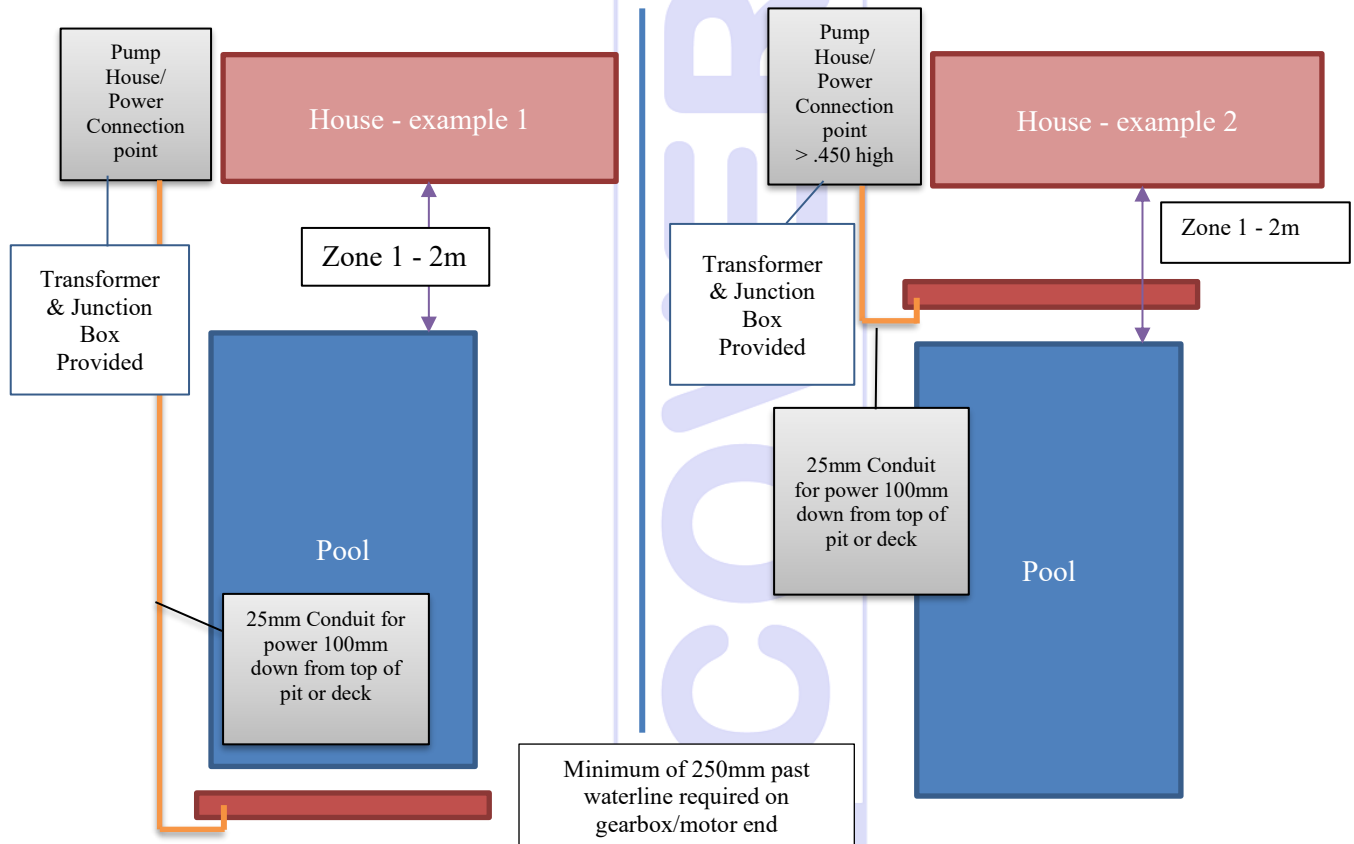 Pump
House/
Power
Connection
point
House - example 1
Transformer
& Junction
Box
Provided
Zone 1 - 2m
Pool
25mm Conduit for
power 100mm
down from top of
pit or deck
Pump
House/
Power
Connection
point
> .450 high
House - example 2
Transformer
& Junction
Box
Provided
Zone 1 - 2m
25mm Conduit
for power 100mm
down from top of
pit or deck
Pool
Minimum of 250mm past
waterline required on
gearbox/motor end
COVER